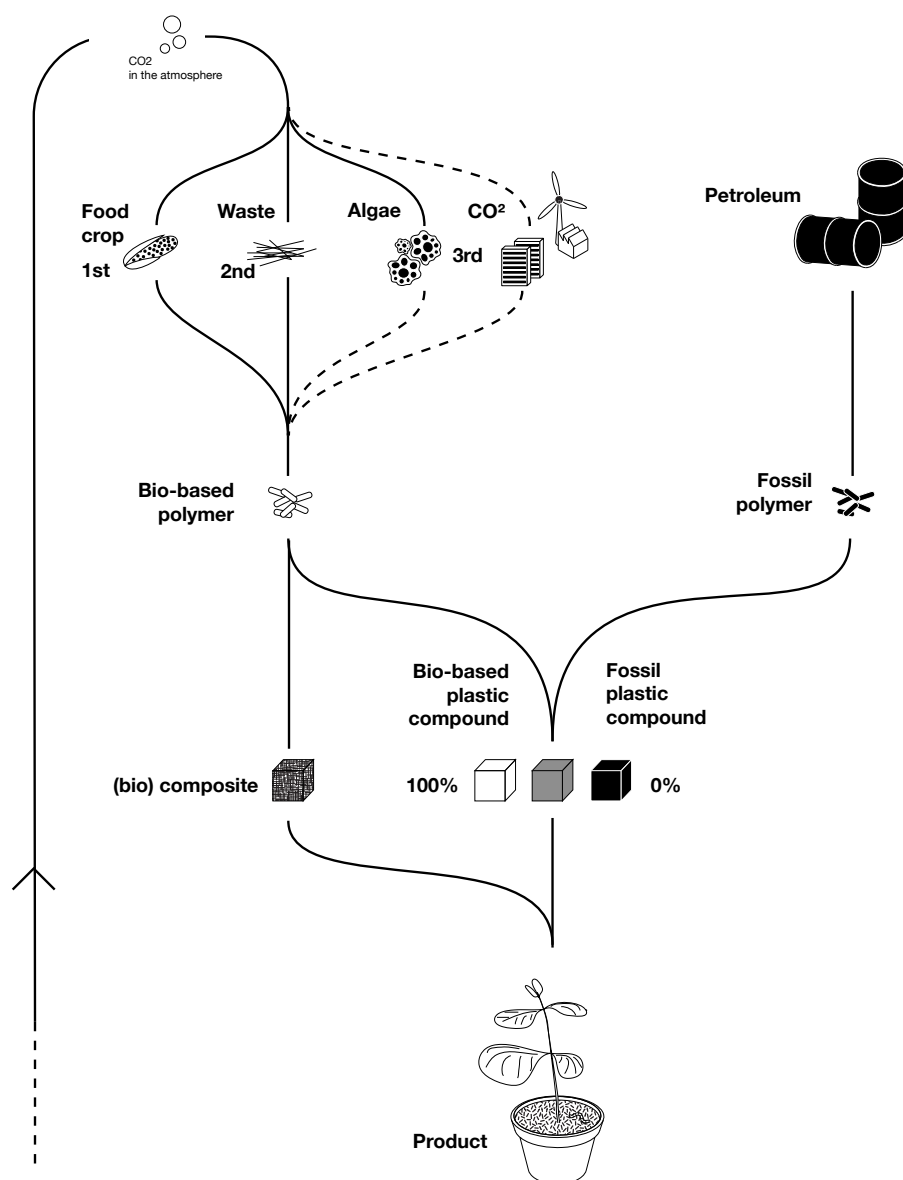 CO2
in the atmosphere
Food
crop
1st
Waste
2nd
Algae
3rd
CO²
Petroleum
Bio-based
polymer
Fossil
polymer
Bio-based
plastic
compound
Fossil
plastic
compound
(bio) composite
100%
0%
Product